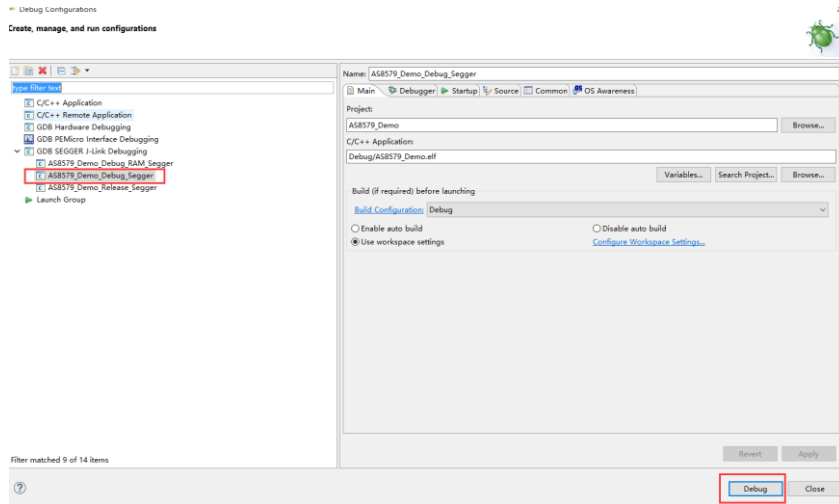 Debug Configurations
Create, manage, and run configurations
type filter text
C/C++ Application
C/C++ Remote Application
GDB Hardware Debugging
GDB PEMicro Interface Debugging
GDB SEGGER J-Link Debugging
AS8579_Demo_Debug_RAM_Segger
AS8579_Demo_Debug_Segger
AS8579_Demo_Release_Segger
Launch Group
Filter matched 9 of 14 items
Name: AS8579_Demo_Debug_Segger
Main Debugger Startup Source Common OS Awareness
Project:
AS8579_Demo Browse...
C/C++ Application:
Debug/AS8579_Demo.elf
Variables... Search Project... Browse...
Build (if required) before launching
Build Configuration: Debug
Enable auto build Disable auto build
Use workspace settings Configure Workspace Settings...
Revert Apply
Debug Close